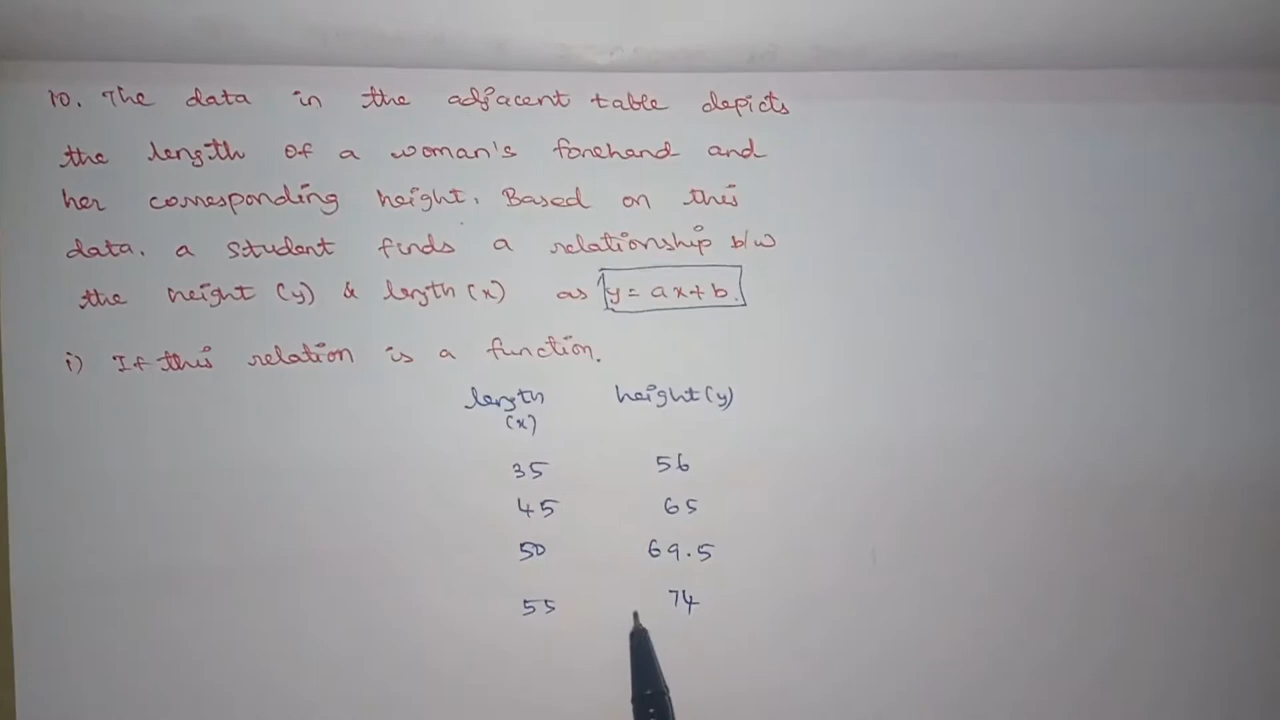 10. The data in the adjacent table depicts
the length of a woman's forehand and
her corresponding height. Based on this
data. a student finds a relationship b/w
the height (y) & length (x) as y = ax + b.
i) If this relation is a function.
length (x) height (y)
35 56
45 65
50 69.5
55 74